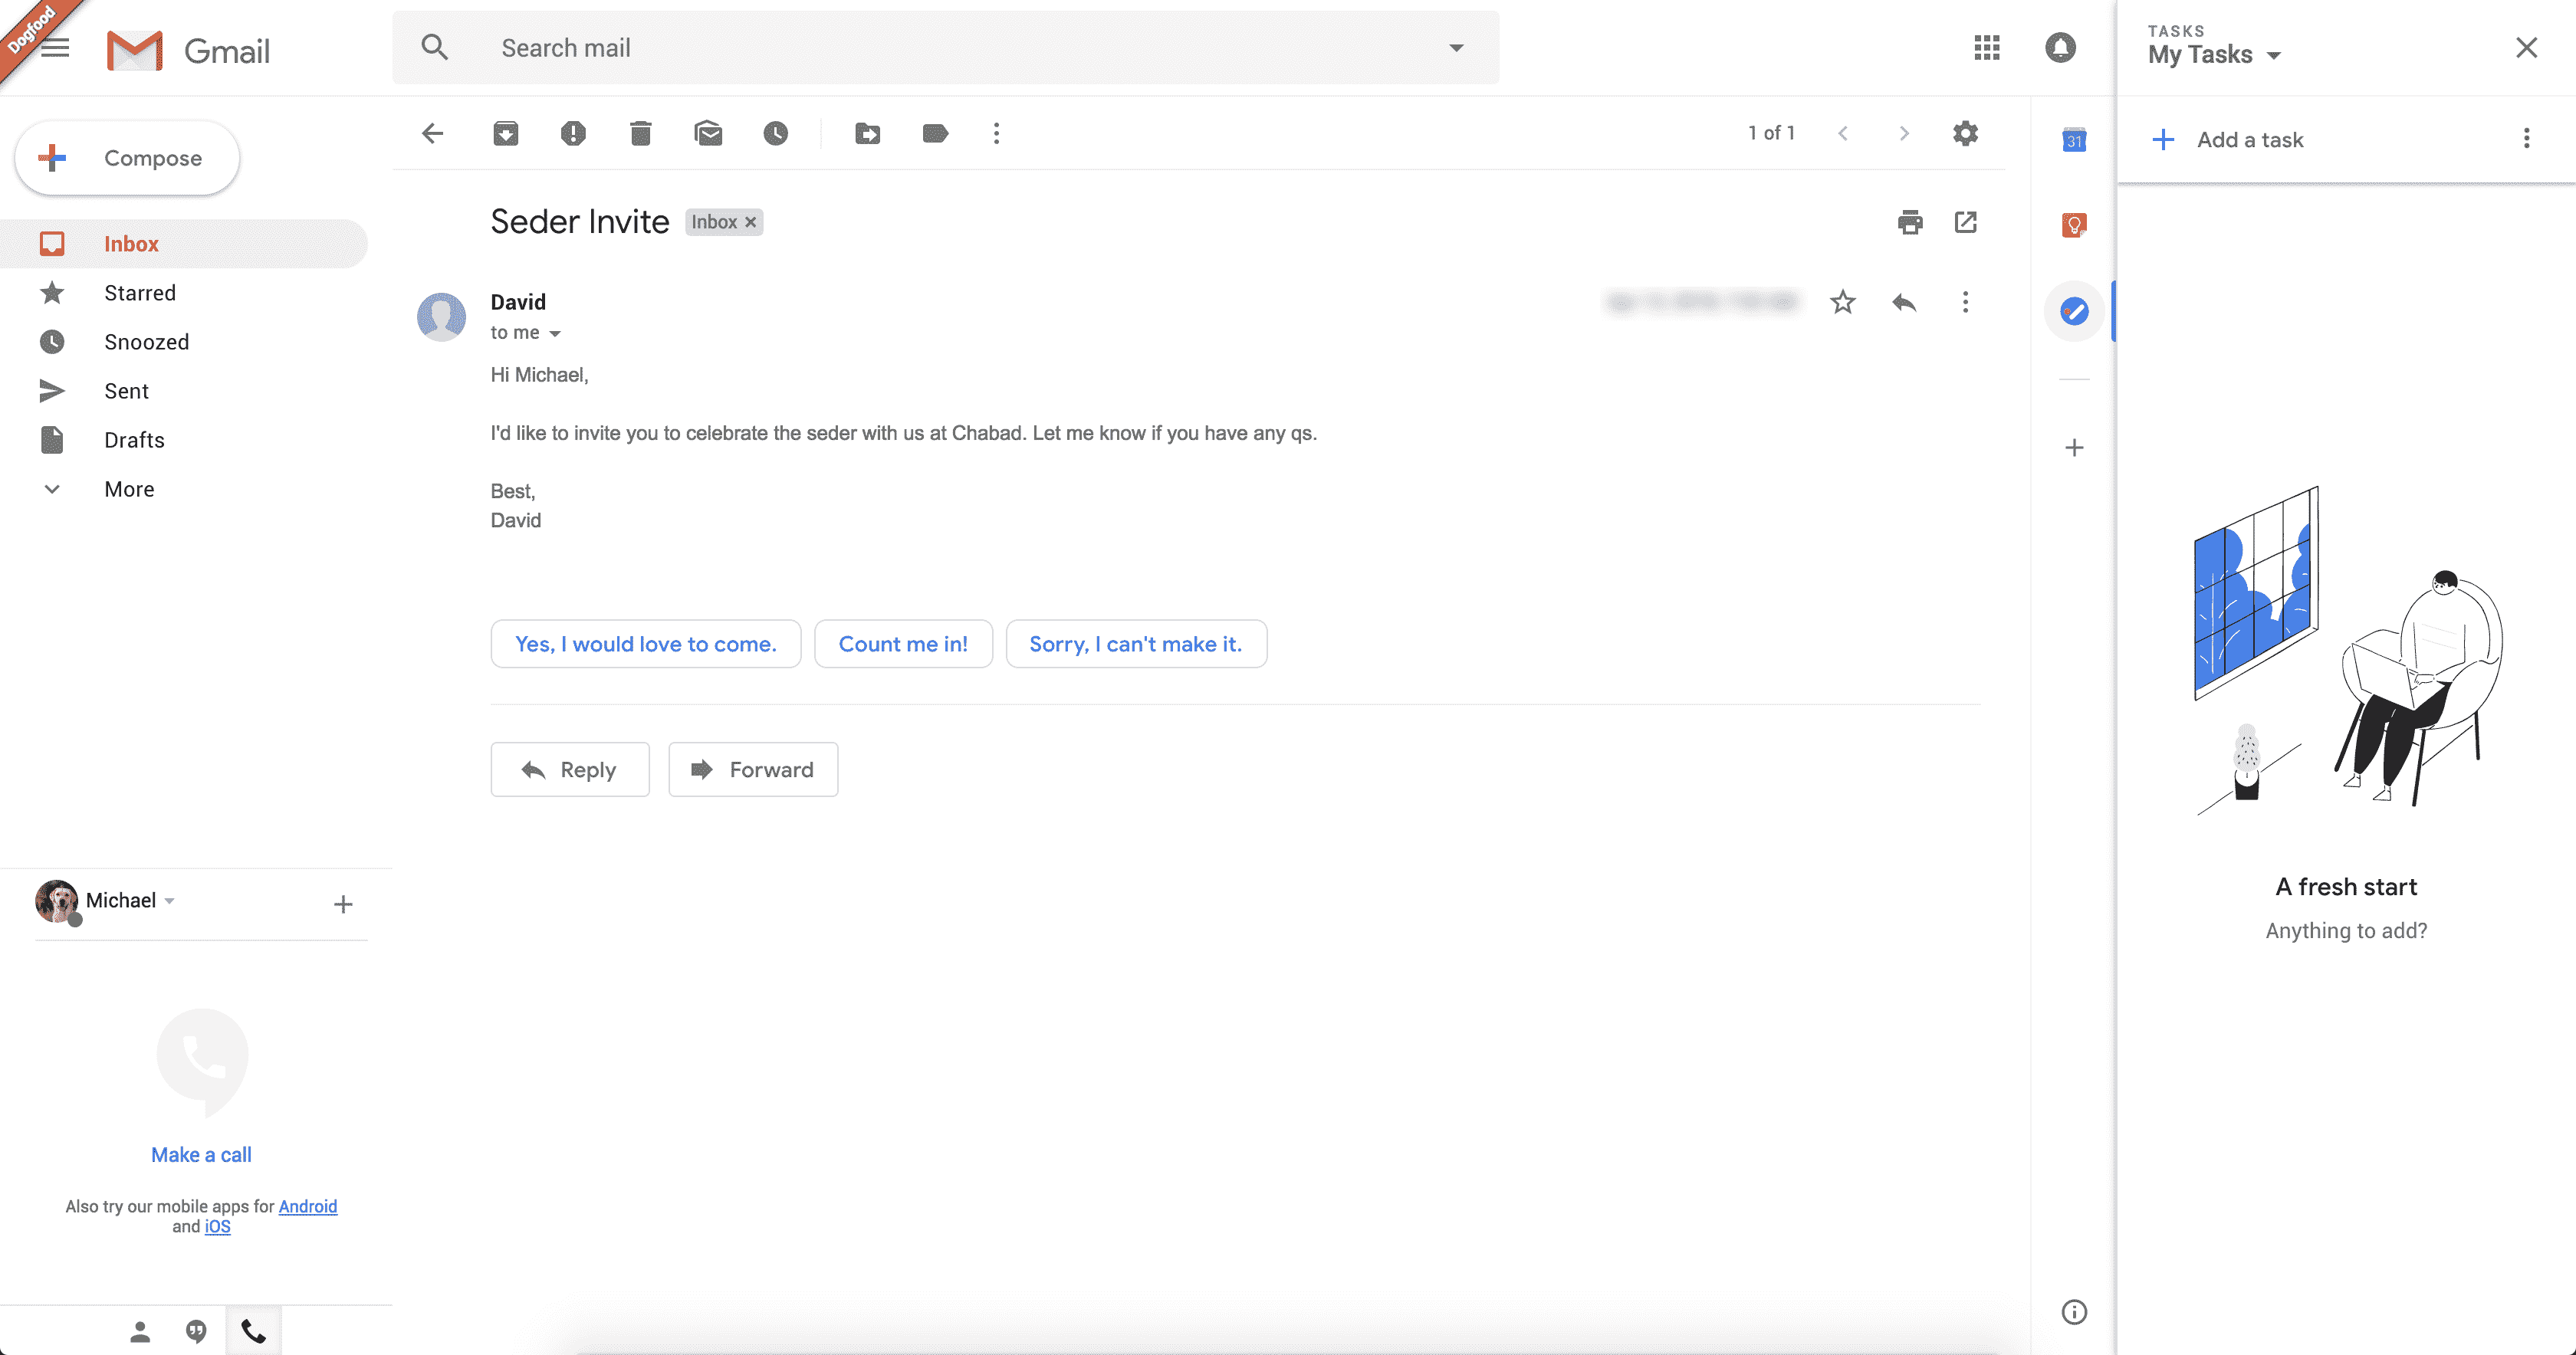 Dogfood
Gmail
Search mail
TASKS
My Tasks
Compose
1 of 1
31
Add a task
Inbox
Starred
Snoozed
Sent
Drafts
More
Seder Invite
Inbox
David
to me
Hi Michael,
I'd like to invite you to celebrate the seder with us at Chabad. Let me know if you have any qs.
Best,
David
Yes, I would love to come.
Count me in!
Sorry, I can't make it.
Reply
Forward
Michael
Make a call
Also try our mobile apps for Android
and iOS
A fresh start
Anything to add?